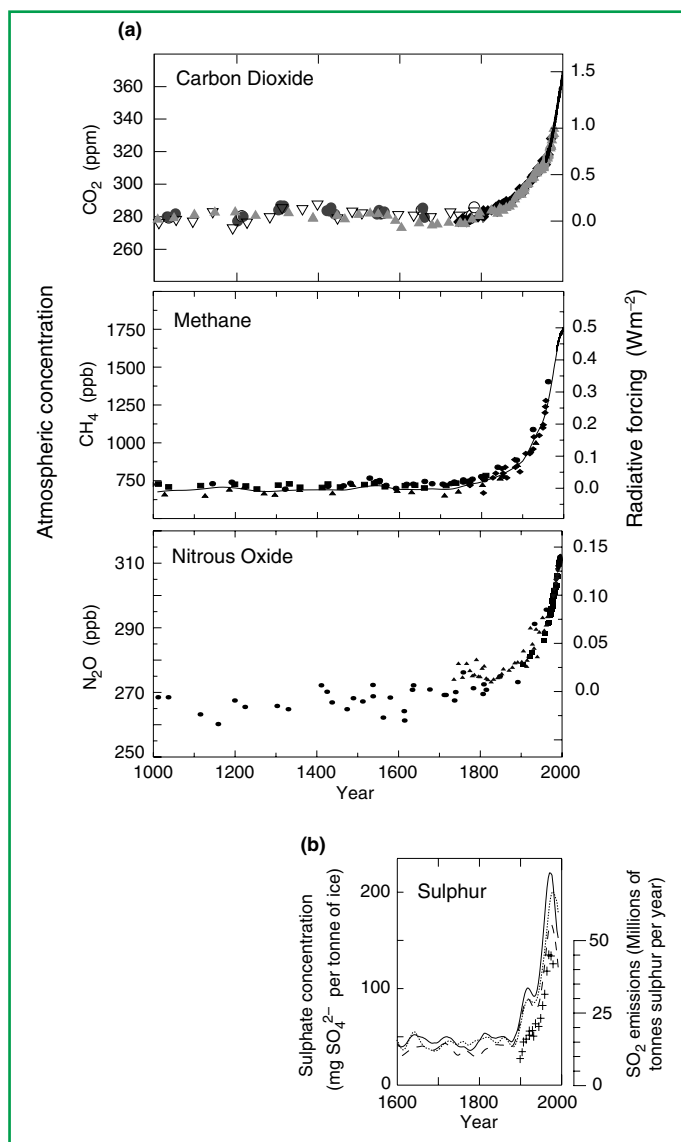 (a)
Carbon Dioxide
360
340
320
300
280
260
CO₂ (ppm)
1.5
1.0
0.5
0.0
Methane
1750
1500
1250
1000
750
CH₄ (ppb)
0.5
0.4
0.3
0.2
0.1
0.0
Atmospheric concentration
Radiative forcing (Wm⁻²)
Nitrous Oxide
310
290
270
250
N₂O (ppb)
0.15
0.10
0.05
0.0
1000 1200 1400 1600 1800 2000
Year
(b)
Sulphur
200
100
0
Sulphate concentration
(mg SO₄²⁻ per tonne of ice)
50
25
0
SO₂ emissions (Millions of
tonnes sulphur per year)
1600 1800 2000
Year